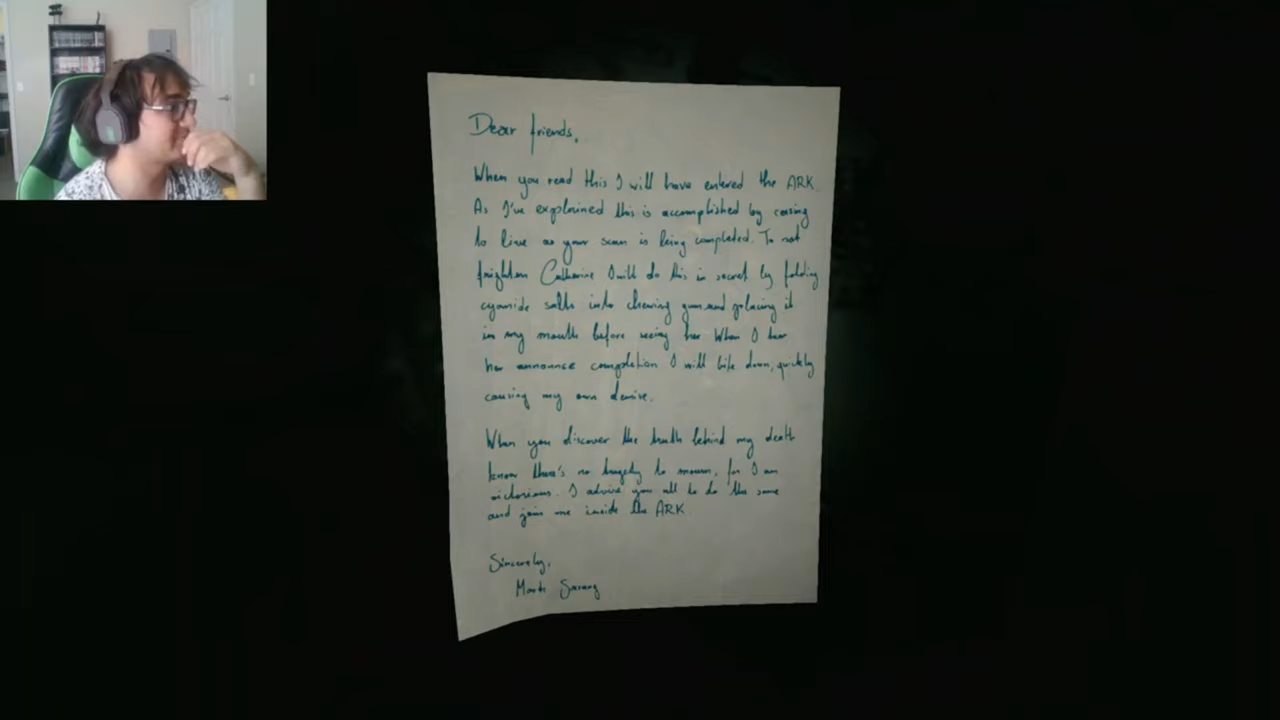 Dear friends,
When you read this I will have entered the ARK.
As I've explained this is accomplished by ceasing
to live as your scan is being completed. To not
frighten Catherine I will do this in secret by folding
cyanide salts into chewing gum and placing it
in my mouth before seeing her. When I hear
her announce completion I will bite down, quickly
causing my own demise.
When you discover the truth behind my death
know there's no tragedy to mourn, for I am
victorious. I advise you all to do the same
and join me inside the ARK.
Sincerely,
Mark Sarang